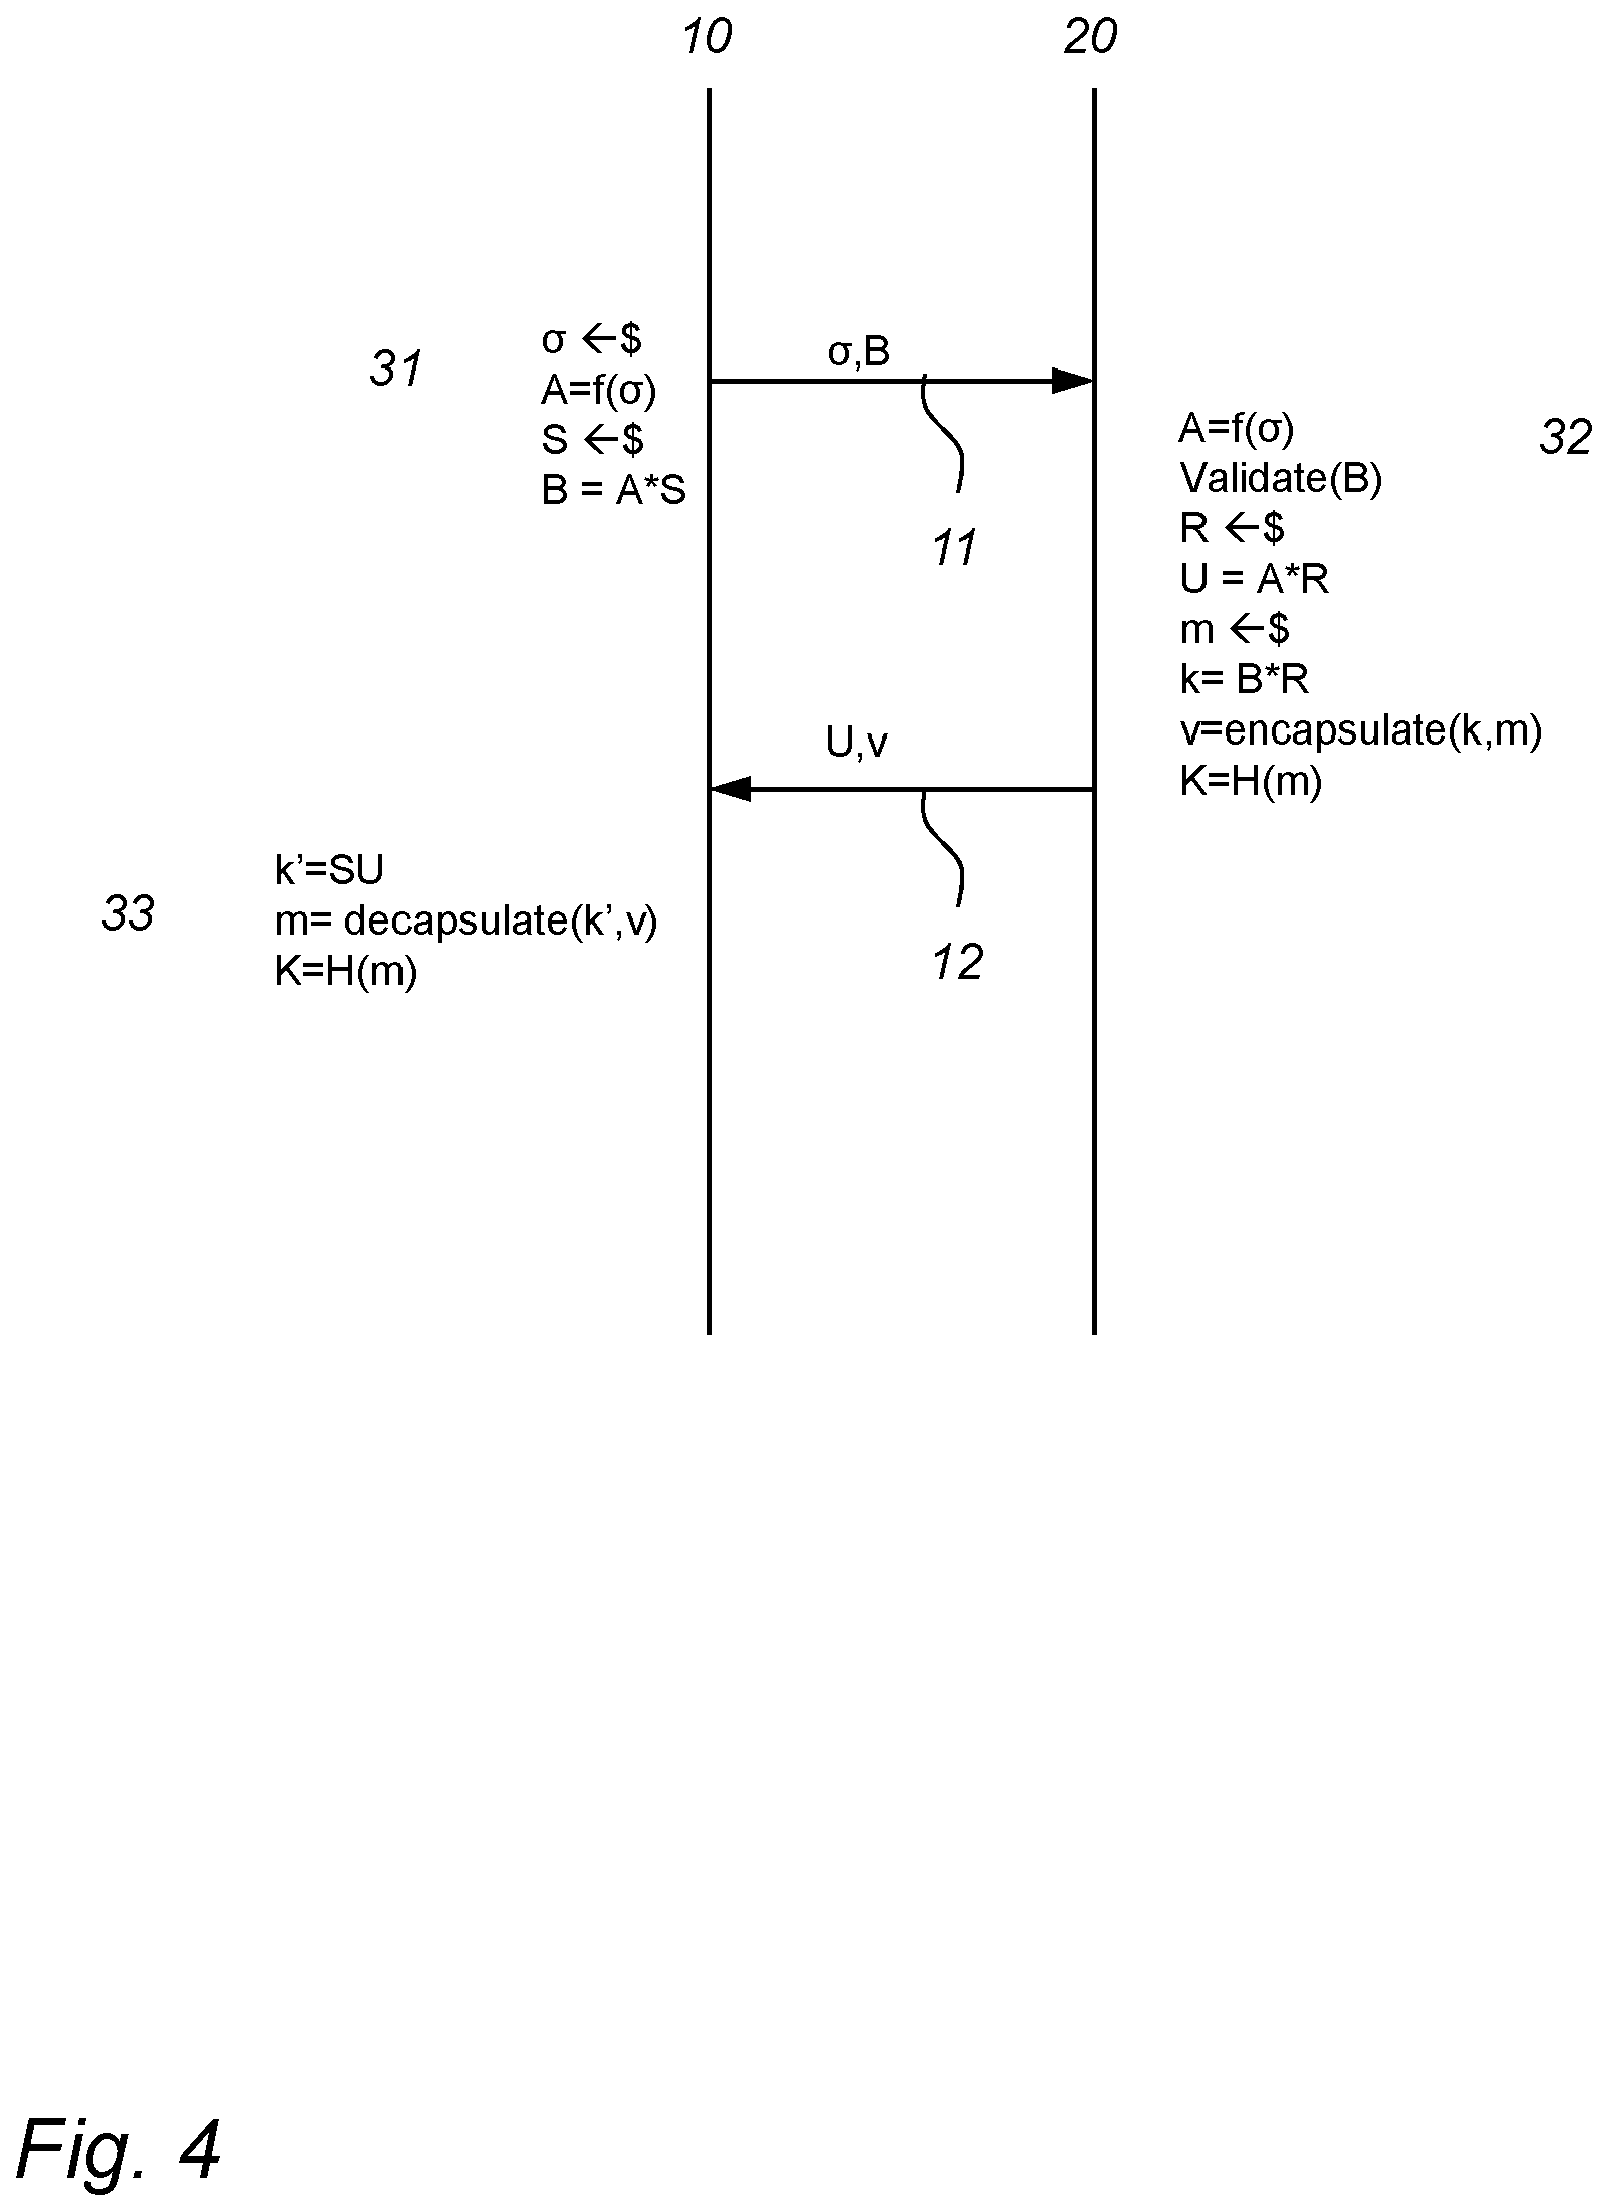 10
20
31
σ ←$
A=f(σ)
S ←$
B = A*S
σ,B
11
A=f(σ)
Validate(B)
R ←$
U = A*R
m ←$
k= B*R
v=encapsulate(k,m)
K=H(m)
32
U,v
12
33
k’=SU
m= decapsulate(k’,v)
K=H(m)
Fig. 4